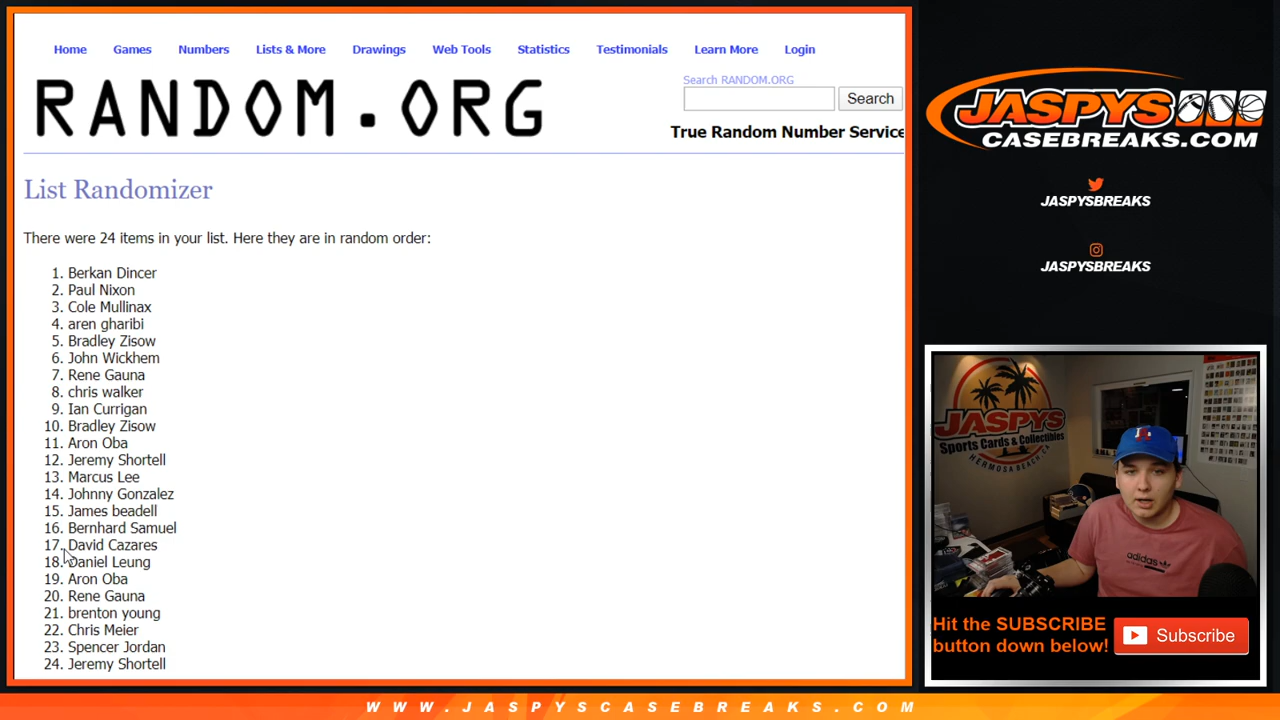 Home Games Numbers Lists & More Drawings Web Tools Statistics Testimonials Learn More Login
RANDOM.ORG
Search RANDOM.ORG
Search
True Random Number Service
List Randomizer
There were 24 items in your list. Here they are in random order:
1. Berkan Dincer
2. Paul Nixon
3. Cole Mullinax
4. aren gharibi
5. Bradley Zisow
6. John Wickhem
7. Rene Gauna
8. chris walker
9. Ian Currigan
10. Bradley Zisow
11. Aron Oba
12. Jeremy Shortell
13. Marcus Lee
14. Johnny Gonzalez
15. James beadell
16. Bernhard Samuel
17. David Cazares
18. Daniel Leung
19. Aron Oba
20. Rene Gauna
21. brenton young
22. Chris Meier
23. Spencer Jordan
24. Jeremy Shortell
JASPYS
CASEBREAKS.COM
JASPYSBREAKS
JASPYSBREAKS
JASPYS
Sports Cards & Collectibles
HERMOSA BEACH, CA
LA
adidas
Hit the SUBSCRIBE
button down below!
Subscribe
WWW.JASPYSCASEBREAKS.COM